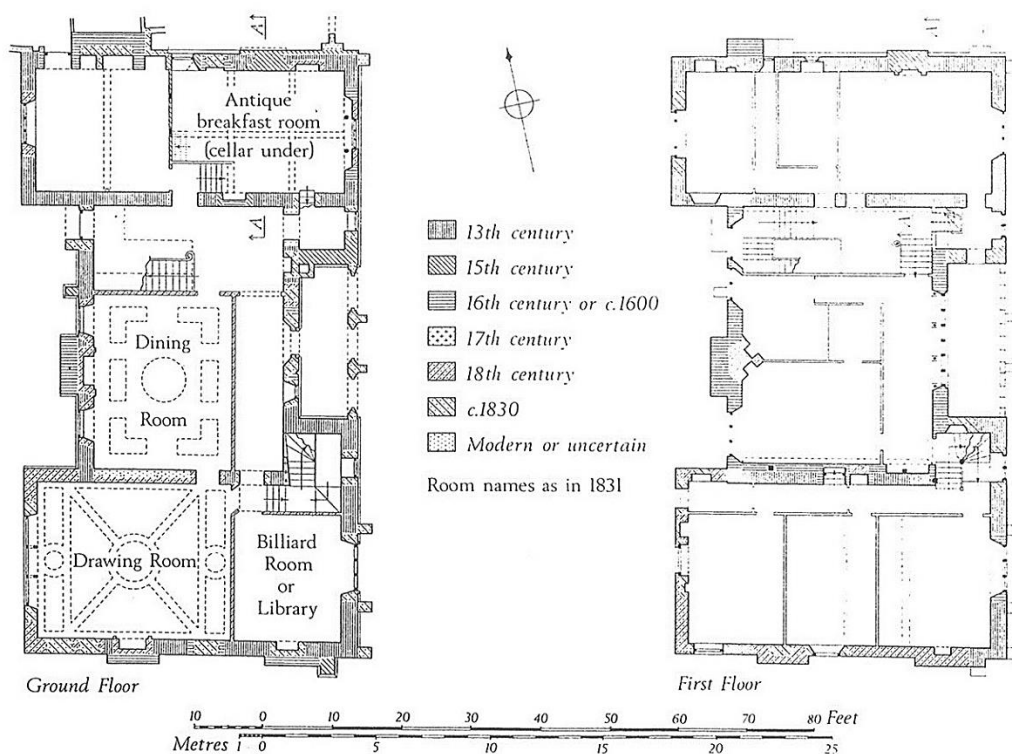 A
A
Antique
breakfast room
(cellar under)
A
A
13th century
15th century
16th century or c.1600
17th century
18th century
c.1830
Modern or uncertain
Room names as in 1831
Dining
Room
Drawing Room
Billiard
Room
or
Library
Ground Floor
First Floor
10 0 10 20 30 40 50 60 70 80 Feet
Metres 1 0 5 10 15 20 25